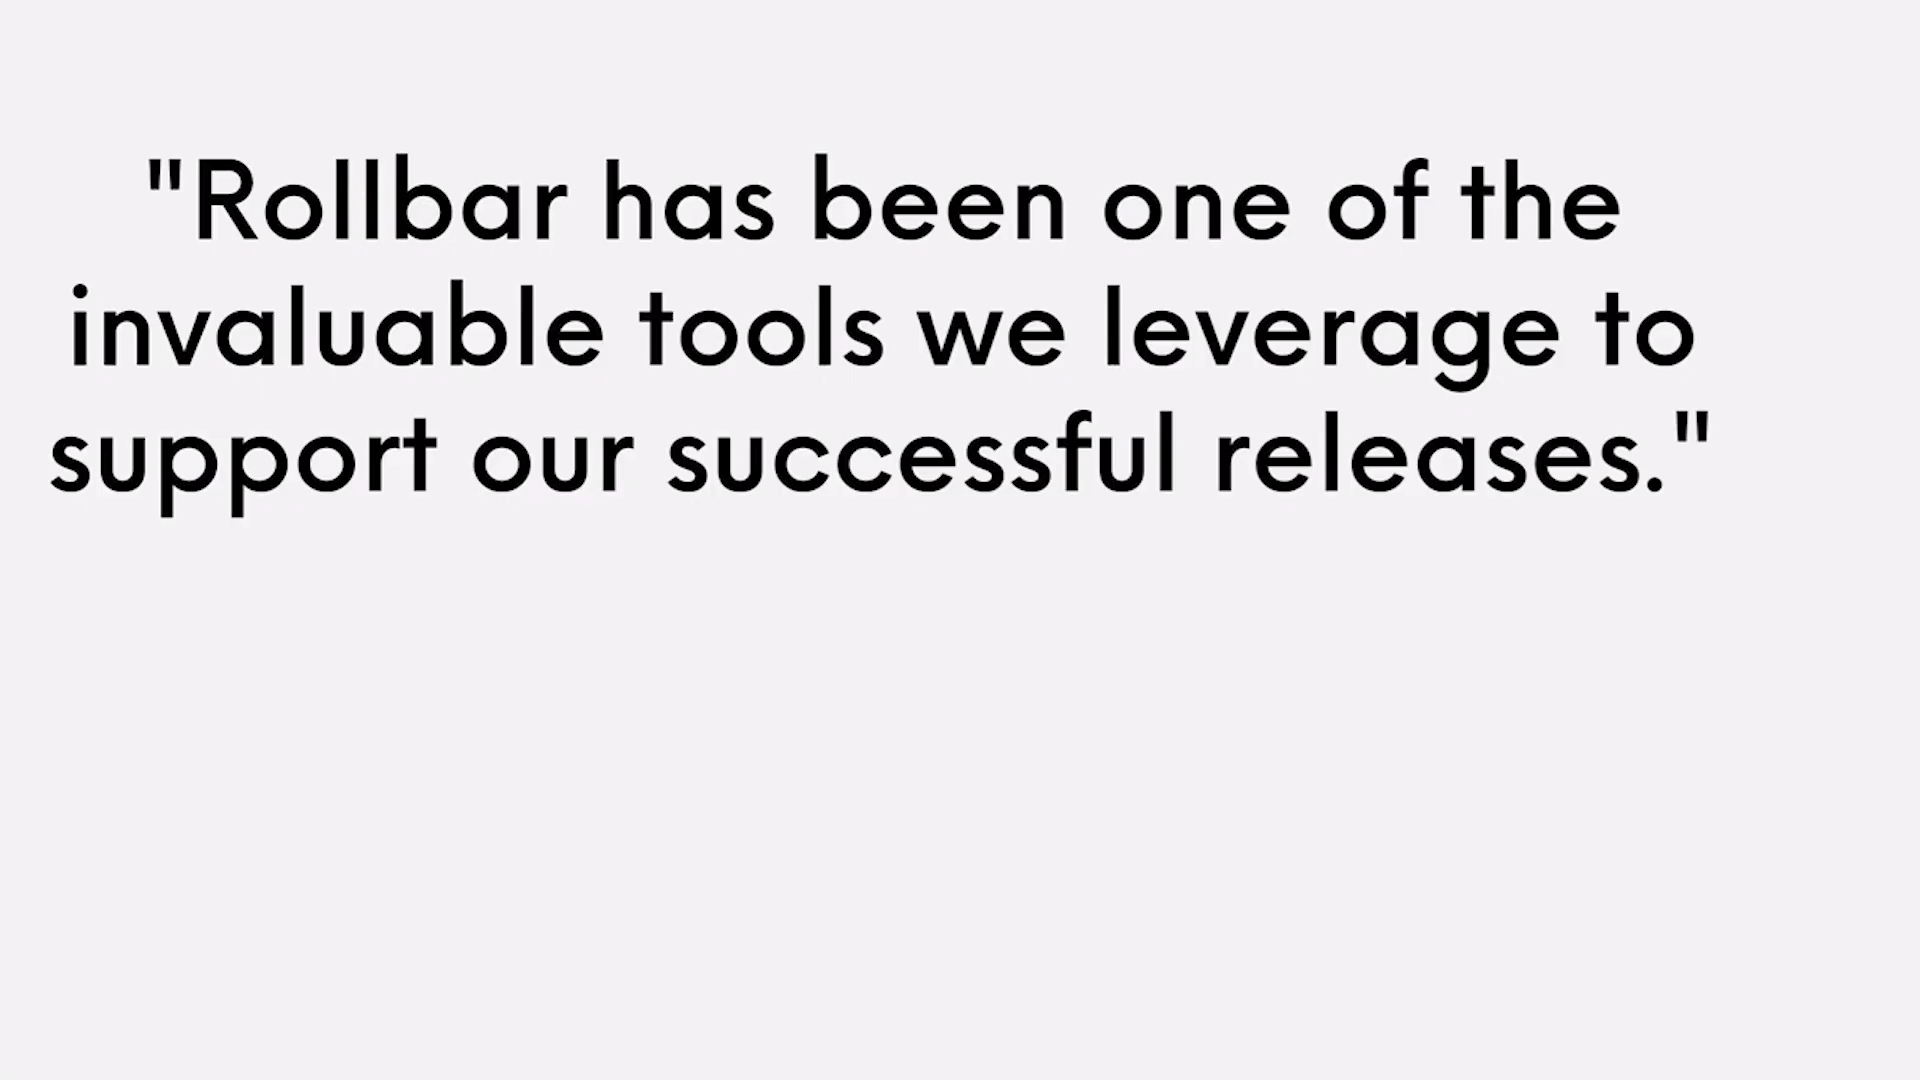 "Rollbar has been one of the
invaluable tools we leverage to
support our successful releases."